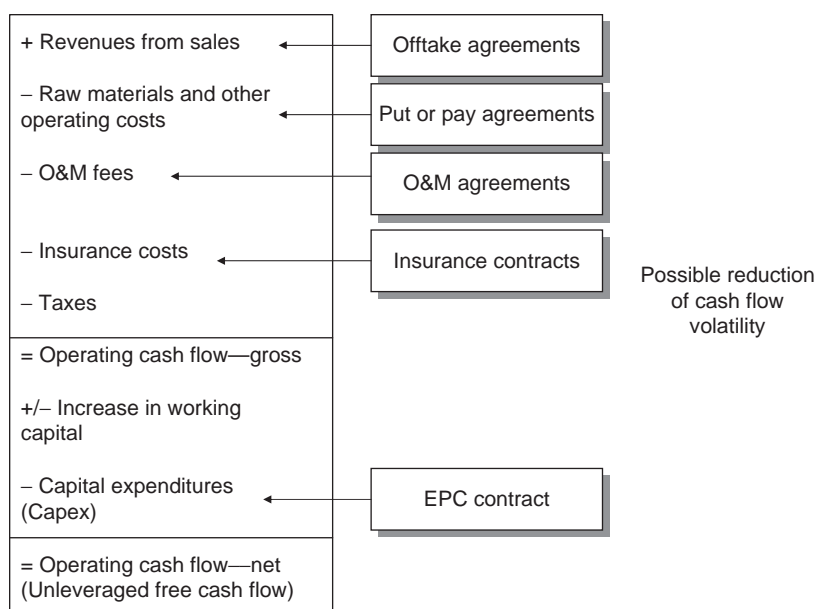 + Revenues from sales
Offtake agreements
– Raw materials and other
operating costs
Put or pay agreements
– O&M fees
O&M agreements
– Insurance costs
Insurance contracts
Possible reduction
of cash flow
volatility
– Taxes
= Operating cash flow—gross
+/– Increase in working
capital
– Capital expenditures
(Capex)
EPC contract
= Operating cash flow—net
(Unleveraged free cash flow)